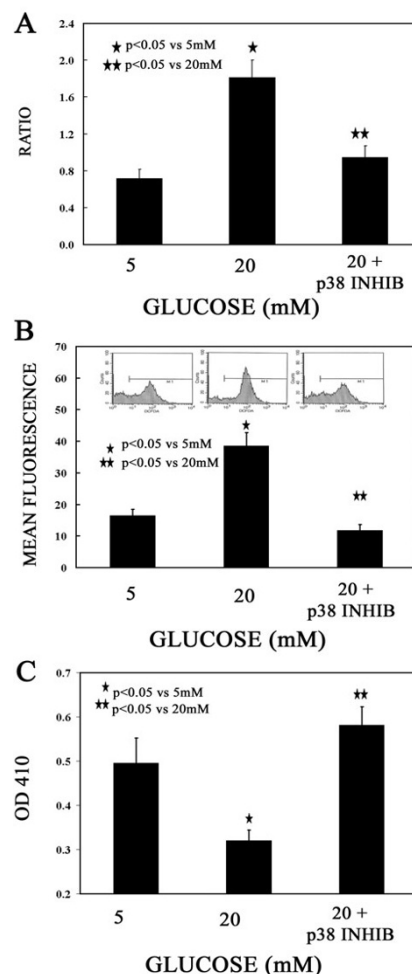 A
2.4
★ p<0.05 vs 5mM
★
2.0
★★ p<0.05 vs 20mM
1.6
RATIO
1.2
★★
0.8
0.4
0.0
5
20
20 +
p38 INHIB
GLUCOSE (mM)
B
70
60
50
MEAN FLUORESCENCE
40
★ p<0.05 vs 5mM
★
★★ p<0.05 vs 20mM
30
20
★★
10
0
5
20
20 +
p38 INHIB
GLUCOSE (mM)
C
0.7
★ p<0.05 vs 5mM
★★
★★ p<0.05 vs 20mM
0.6
0.5
OD 410
0.4
★
0.3
0.2
5
20
20 +
p38 INHIB
GLUCOSE (mM)